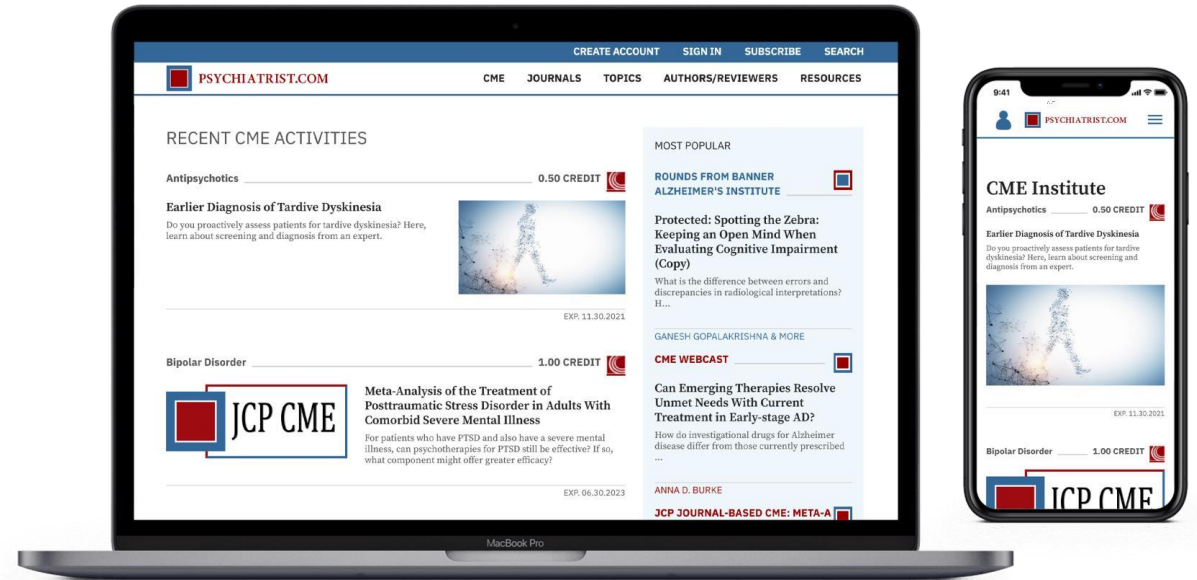 CREATE ACCOUNT SIGN IN SUBSCRIBE SEARCH
PSYCHIATRIST.COM CME JOURNALS TOPICS AUTHORS/REVIEWERS RESOURCES
RECENT CME ACTIVITIES
Antipsychotics 0.50 CREDIT
Earlier Diagnosis of Tardive Dyskinesia
Do you proactively assess patients for tardive dyskinesia? Here,
learn about screening and diagnosis from an expert.
EXP. 11.30.2021
Bipolar Disorder 1.00 CREDIT
JCP CME
Meta-Analysis of the Treatment of
Posttraumatic Stress Disorder in Adults With
Comorbid Severe Mental Illness
For patients who have PTSD and also have a severe mental
illness, can psychotherapies for PTSD still be effective? If so,
what component might offer greater efficacy?
EXP. 06.30.2023
MOST POPULAR
ROUNDS FROM BANNER
ALZHEIMER'S INSTITUTE
Protected: Spotting the Zebra:
Keeping an Open Mind When
Evaluating Cognitive Impairment
(Copy)
What is the difference between errors and
discrepancies in radiological interpretations?
H...
GANESH GOPALAKRISHNA & MORE
CME WEBCAST
Can Emerging Therapies Resolve
Unmet Needs With Current
Treatment in Early-stage AD?
How do investigational drugs for Alzheimer
disease differ from those currently prescribed
...
ANNA D. BURKE
JCP JOURNAL-BASED CME: META-A
MacBook Pro
9:41
PSYCHIATRIST.COM
CME Institute
Antipsychotics 0.50 CREDIT
Earlier Diagnosis of Tardive Dyskinesia
Do you proactively assess patients for tardive
dyskinesia? Here, learn about screening and
diagnosis from an expert.
EXP. 11.30.2021
Bipolar Disorder 1.00 CREDIT
JCP CME